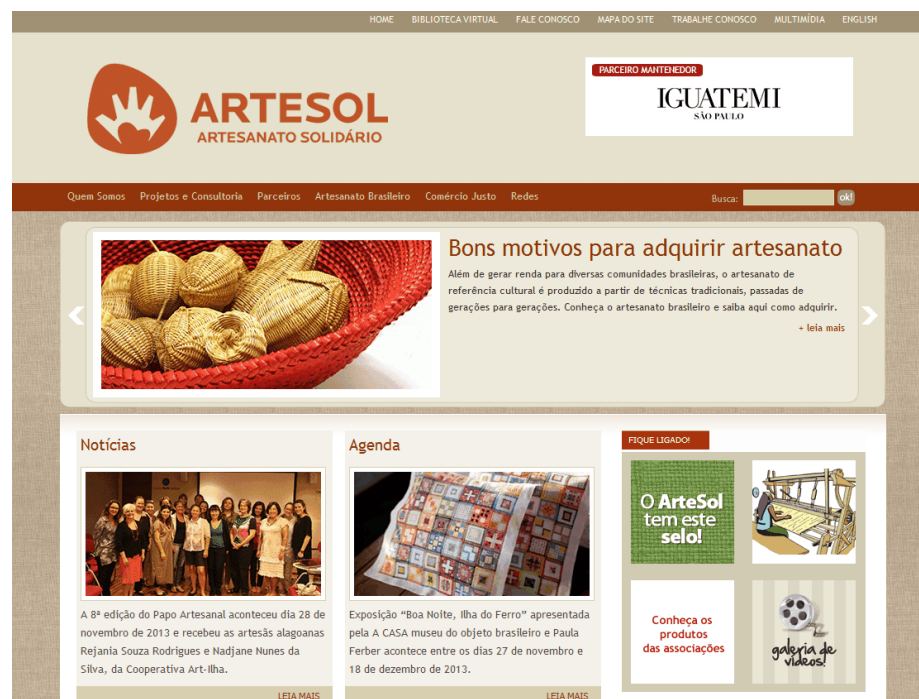 HOME BIBLIOTECA VIRTUAL FALE CONOSCO MAPA DO SITE TRABALHE CONOSCO MULTIMÍDIA ENGLISH
ARTESOL
ARTESANATO SOLIDÁRIO
PARCEIRO MANTENEDOR
IGUATEMI
SÃO PAULO
Quem Somos Projetos e Consultoria Parceiros Artesanato Brasileiro Comércio Justo Redes
Busca: ok!
Bons motivos para adquirir artesanato
Além de gerar renda para diversas comunidades brasileiras, o artesanato de
referência cultural é produzido a partir de técnicas tradicionais, passadas de
gerações para gerações. Conheça o artesanato brasileiro e saiba aqui como adquirir.
+ leia mais
Notícias
A 8ª edição do Papo Artesanal aconteceu dia 28 de
novembro de 2013 e recebeu as artesãs alagoanas
Rejania Souza Rodrigues e Nadjane Nunes da
Silva, da Cooperativa Art-Ilha.
LEIA MAIS
Agenda
Exposição “Boa Noite, Ilha do Ferro” apresentada
pela A CASA museu do objeto brasileiro e Paula
Ferber acontece entre os dias 27 de novembro e
18 de dezembro de 2013.
LEIA MAIS
FIQUE LIGADO!
O ArteSol
tem este
selo!
Conheça os
produtos
das associações
galeria de
vídeos!